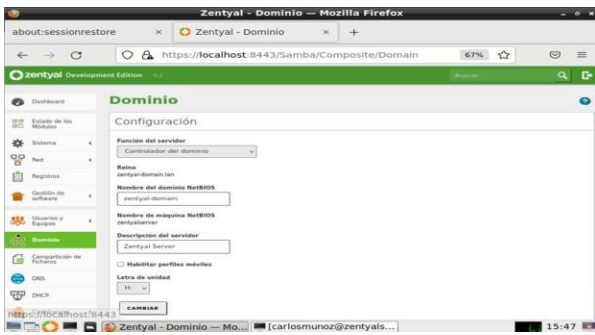 Zentyal - Dominio — Mozilla Firefox
about:sessionrestore × Zentyal - Dominio × +
https://localhost:8443/Samba/Composite/Domain 67%
zentyal Development Edition
Dashboard
Estado de los Módulos
Sistema
Red
Registros
Gestión de software
Usuarios y Equipos
Dominio
Compartición de Ficheros
DNS
DHCP
Dominio
Configuración
Función del servidor
Controlador del dominio
Reino
zentyal-domain.lan
Nombre del dominio NetBIOS
zentyal-domain
Nombre de máquina NetBIOS
zentyalserver
Descripción del servidor
Zentyal Server
Habilitar perfiles móviles
Letra de unidad
H:
CAMBIAR
https://localhost:8443
Zentyal - Dominio — Mo... [carlosmunoz@zentyals... 15:47